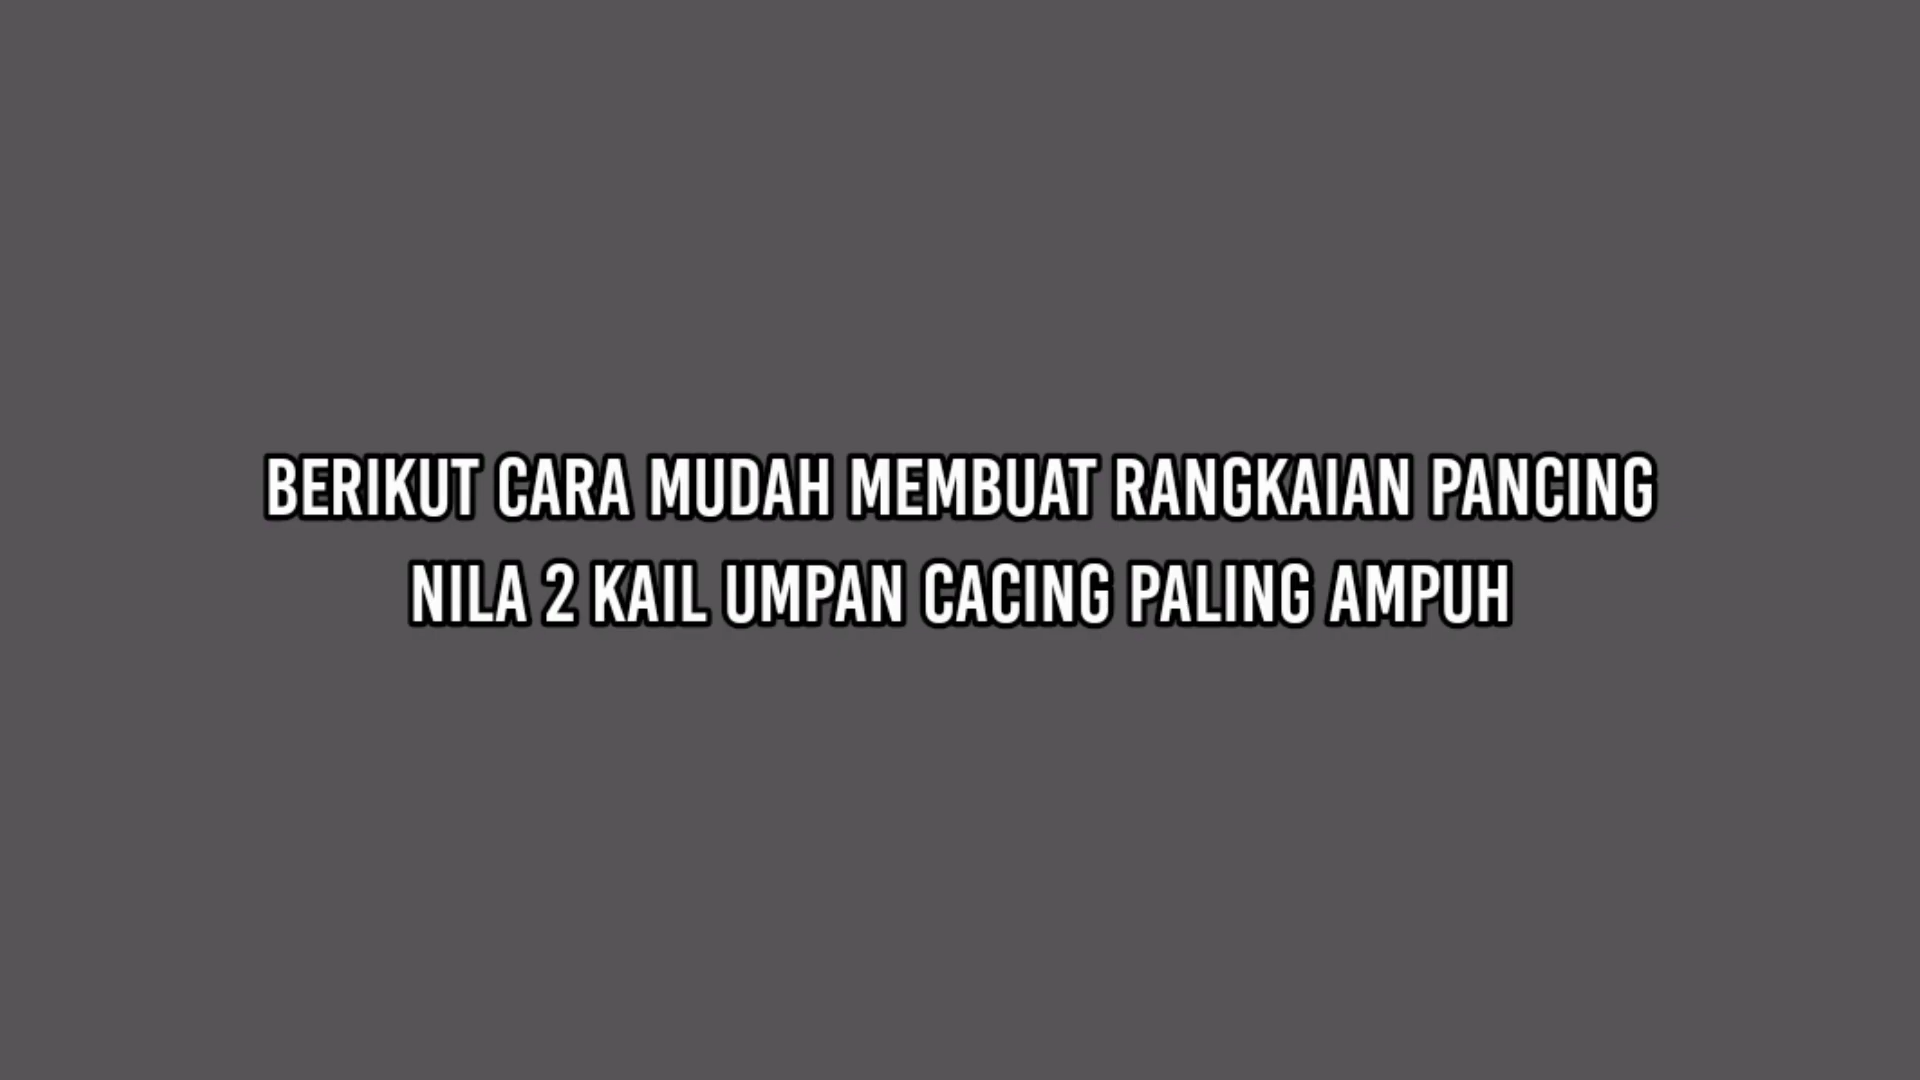 BERIKUT CARA MUDAH MEMBUAT RANGKAIAN PANCING
NILA 2 KAIL UMPAN CACING PALING AMPUH